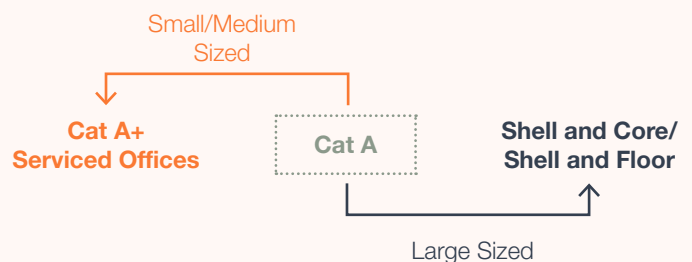 Small/Medium
Sized
Cat A+
Serviced Offices
Cat A
Shell and Core/
Shell and Floor
Large Sized